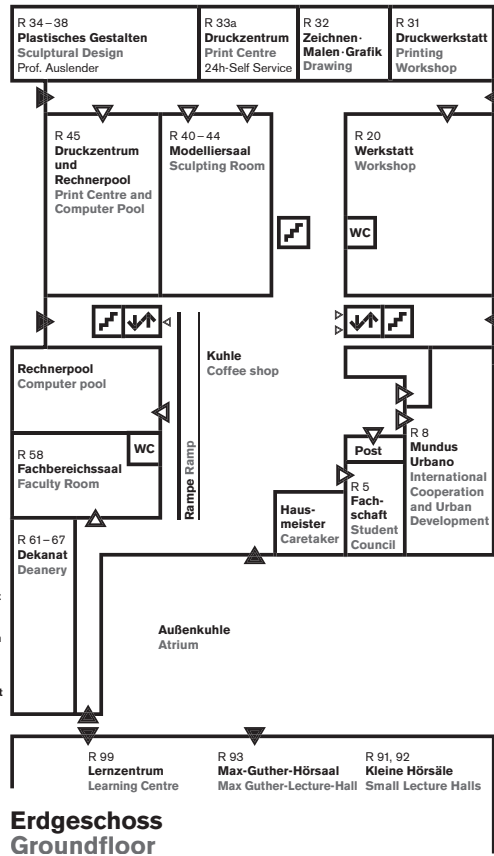 R 34–38
Plastisches Gestalten
Sculptural Design
Prof. Auslender
R 33a
Druckzentrum
Print Centre
24h-Self Service
R 32
Zeichnen·
Malen·Grafik
Drawing
R 31
Druckwerkstatt
Printing
Workshop
R 45
Druckzentrum
und
Rechnerpool
Print Centre and
Computer Pool
R 40–44
Modelliersaal
Sculpting Room
R 20
Werkstatt
Workshop
WC
Rechnerpool
Computer pool
Kuhle
Coffee shop
Rampe Ramp
WC
R 58
Fachbereichssaal
Faculty Room
R 61–67
Dekanat
Deanery
Post
R 8
Mundus
Urbano
International
Cooperation
and Urban
Development
R 5
Fach-
schaft
Student
Council
Haus-
meister
Caretaker
Außenkuhle
Atrium
R 99
Lernzentrum
Learning Centre
R 93
Max-Guther-Hörsaal
Max Guther-Lecture-Hall
R 91, 92
Kleine Hörsäle
Small Lecture Halls
Erdgeschoss
Groundfloor